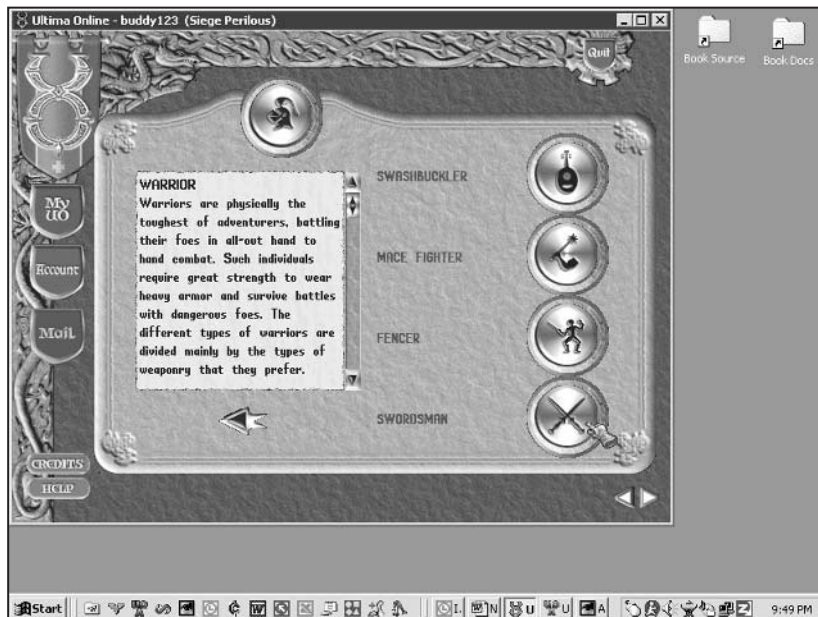 Ultima Online - buddy123 (Siege Perilous)
Quit
Book Source
Book Docs
My
UO
Account
Mail
CREDITS
HELP
WARRIOR
Warriors are physically the
toughest of adventurers, battling
their foes in all-out hand to
hand combat. Such individuals
require great strength to wear
heavy armor and survive battles
with dangerous foes. The
different types of warriors are
divided mainly by the types of
weaponry that they prefer.
SWASHBUCKLER
MACE FIGHTER
FENCER
SWORDSMAN
Start
I.
N
U
U
A
9:49 PM